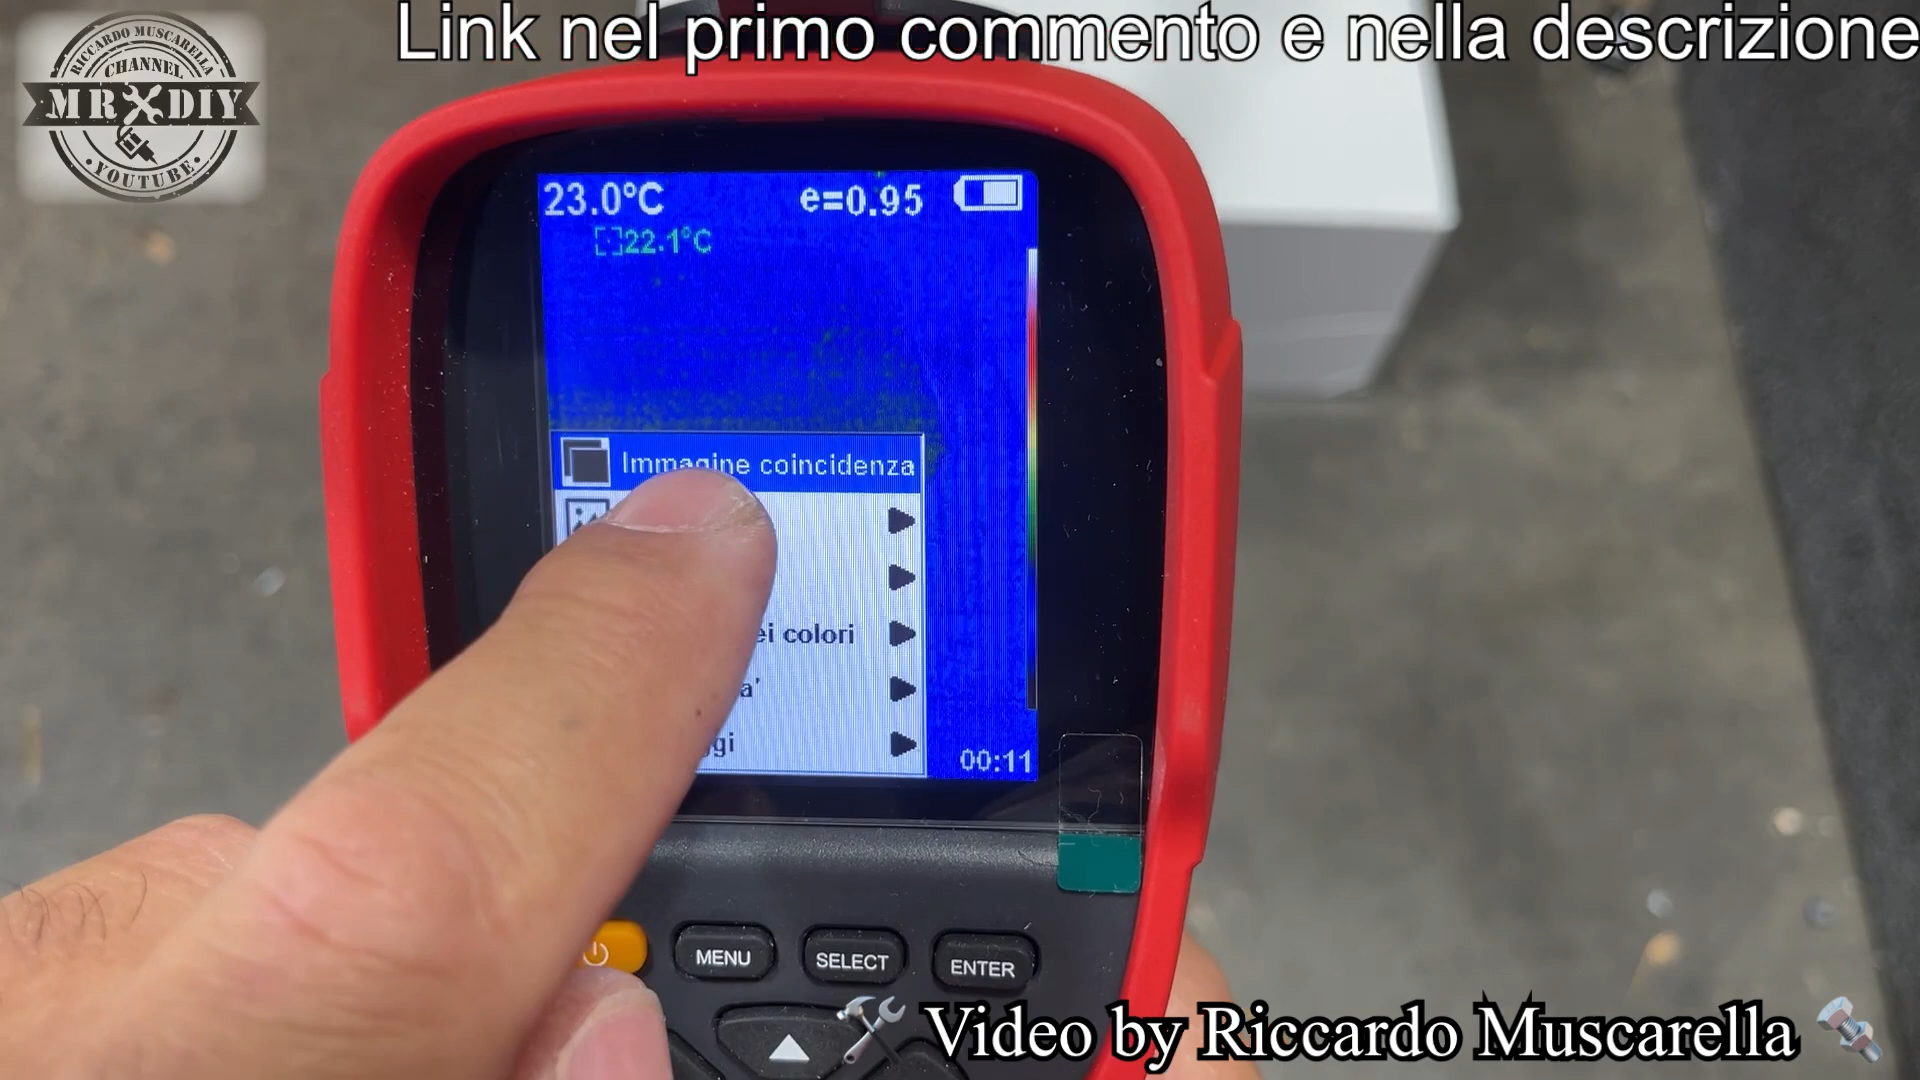 Link nel primo commento e nella descrizione
RICCARDO MUSCARELLA
CHANNEL
MR DIY
YOUTUBE
23.0°C e=0.95
22.1°C
Immagine coincidenza
colori
00:11
MENU SELECT ENTER
Video by Riccardo Muscarella